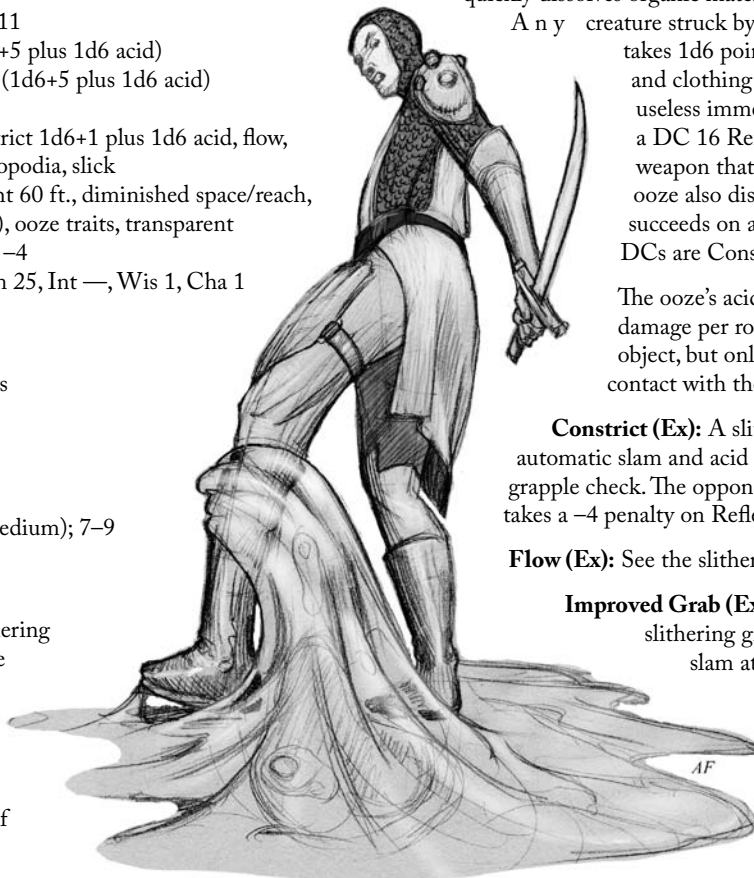 11
+5 plus 1d6 acid)
(1d6+5 plus 1d6 acid)
rict 1d6+1 plus 1d6 acid, flow,
opodia, slick
nt 60 ft., diminished space/reach,
), ooze traits, transparent
–4
n 25, Int —, Wis 1, Cha 1
s
edium); 7–9
ering
e
f
quickly dissolves organic mate
A n y creature struck by
takes 1d6 poin
and clothing
useless imme
a DC 16 Re
weapon that
ooze also dis
succeeds on a
DCs are Cons
The ooze’s acid
damage per ro
object, but onl
contact with the
Constrict (Ex): A sli
automatic slam and acid
grapple check. The oppon
takes a –4 penalty on Refle
Flow (Ex): See the slither
Improved Grab (Ex
slithering g
slam at
AF